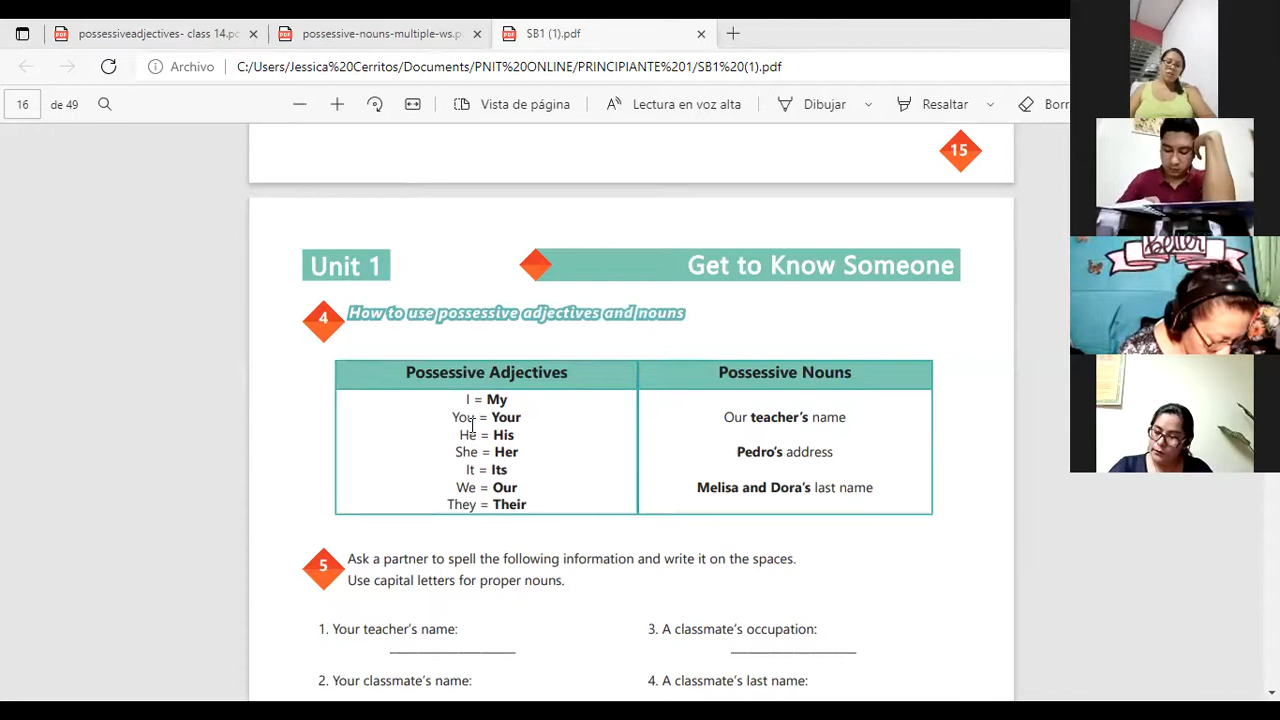 possessiveadjectives- class 14.pd
possessive-nouns-multiple-ws.p
SB1 (1).pdf
Archivo
C:/Users/Jessica%20Cerritos/Documents/PNIT%20ONLINE/PRINCIPIANTE%201/SB1%20(1).pdf
16
de 49
Vista de página
Lectura en voz alta
Dibujar
Resaltar
Borr
15
Unit 1
Get to Know Someone
4
How to use possessive adjectives and nouns
Possessive Adjectives
I = My
You = Your
He = His
She = Her
It = Its
We = Our
They = Their
Possessive Nouns
Our teacher's name
Pedro's address
Melisa and Dora's last name
5
Ask a partner to spell the following information and write it on the spaces.
Use capital letters for proper nouns.
1. Your teacher's name:
3. A classmate's occupation:
2. Your classmate's name:
4. A classmate's last name:
better